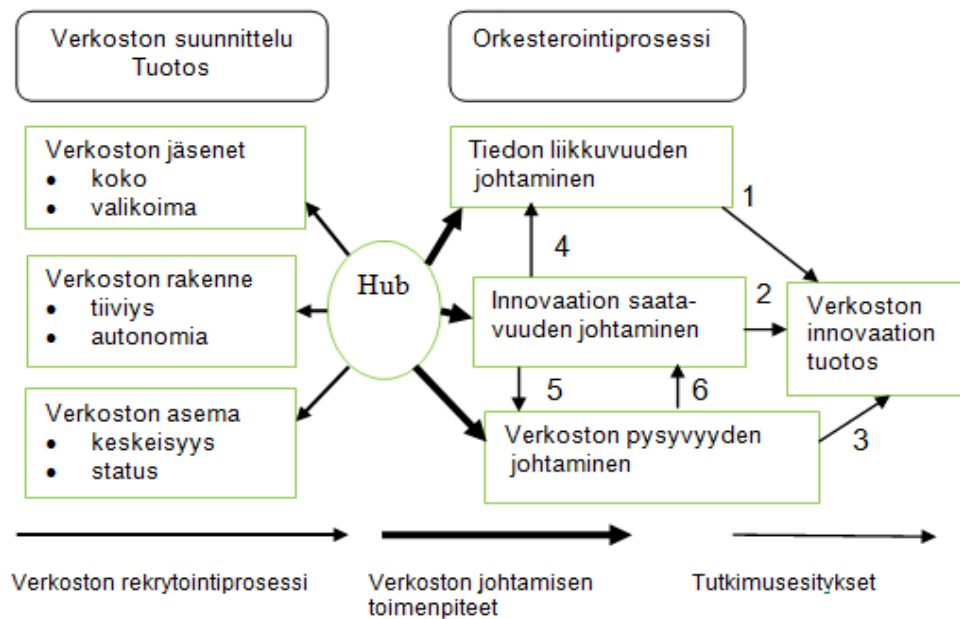 Verkoston suunnittelu
Tuotos
Orkesterointiprosessi
Verkoston jäsenet
• koko
• valikoima
Verkoston rakenne
• tiiviys
• autonomia
Verkoston asema
• keskeisyys
• status
Hub
Tiedon liikkuvuuden
johtaminen
1
4
Innovaation saata-
vuuden johtaminen
2
5
6
Verkoston pysyvyyden
johtaminen
3
Verkoston
innovaation
tuotos
Verkoston rekrytointiprosessi
Verkoston johtamisen
toimenpiteet
Tutkimusesitykset